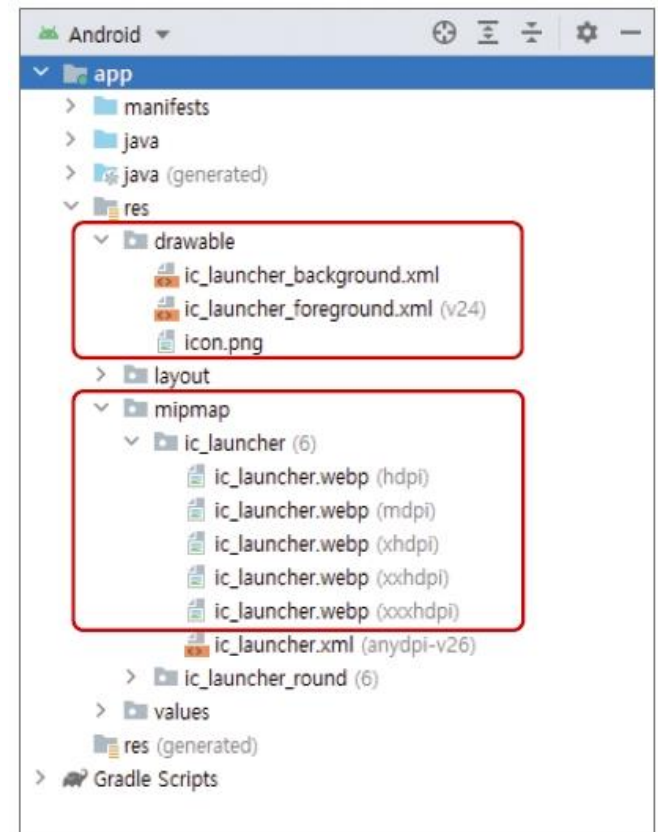 Android
app
manifests
java
java (generated)
res
drawable
ic_launcher_background.xml
ic_launcher_foreground.xml (v24)
icon.png
layout
mipmap
ic_launcher (6)
ic_launcher.webp (hdpi)
ic_launcher.webp (mdpi)
ic_launcher.webp (xhdpi)
ic_launcher.webp (xxhdpi)
ic_launcher.webp (xxxhdpi)
ic_launcher.xml (anydpi-v26)
ic_launcher_round (6)
values
res (generated)
Gradle Scripts